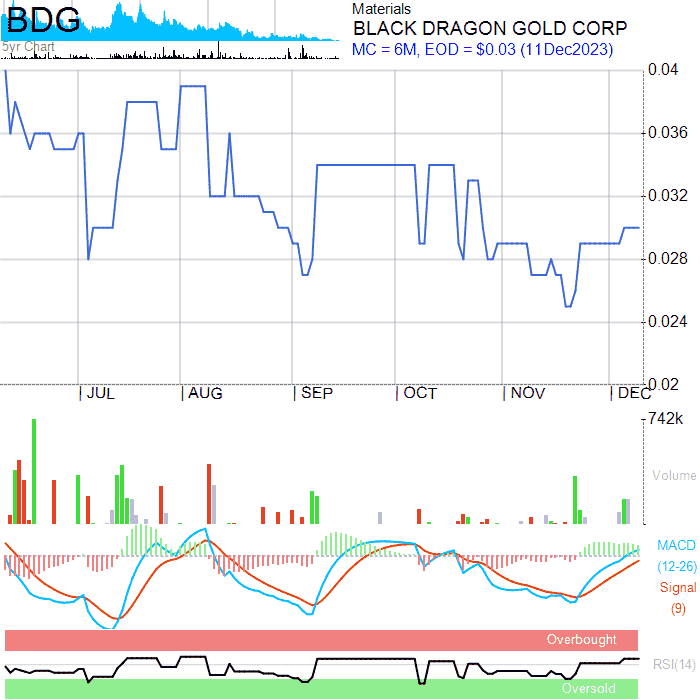 BDG
5yr Chart
Materials
BLACK DRAGON GOLD CORP
MC = 6M, EOD = $0.03 (11Dec2023)
0.04
0.036
0.032
0.028
0.024
0.02
JUL AUG SEP OCT NOV DEC
742k
Volume
MACD
(12-26)
Signal
(9)
Overbought
RSI(14)
Oversold